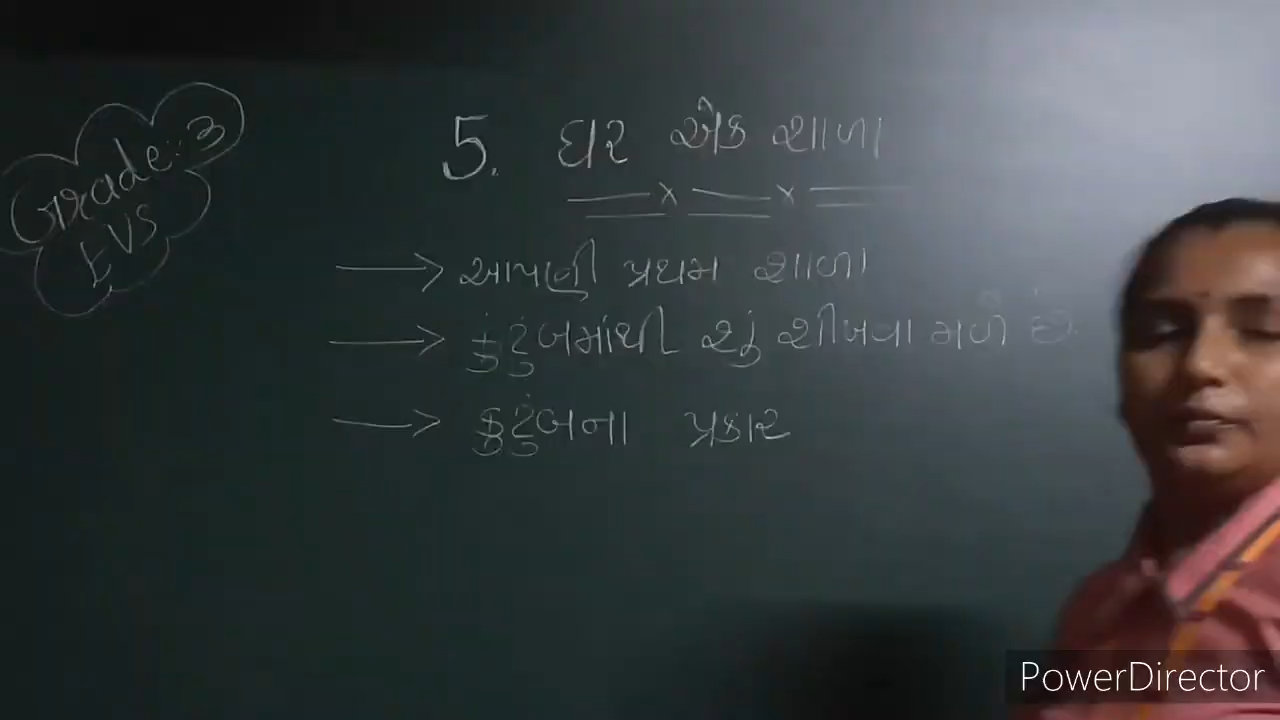 Grade: 3
EVS
5. ઘર એક શાળા
→ આપણી પ્રથમ શાળા
→ કુટુંબમાંથી શું શીખવા મળે છે
→ કુટુંબના પ્રકાર
PowerDirector